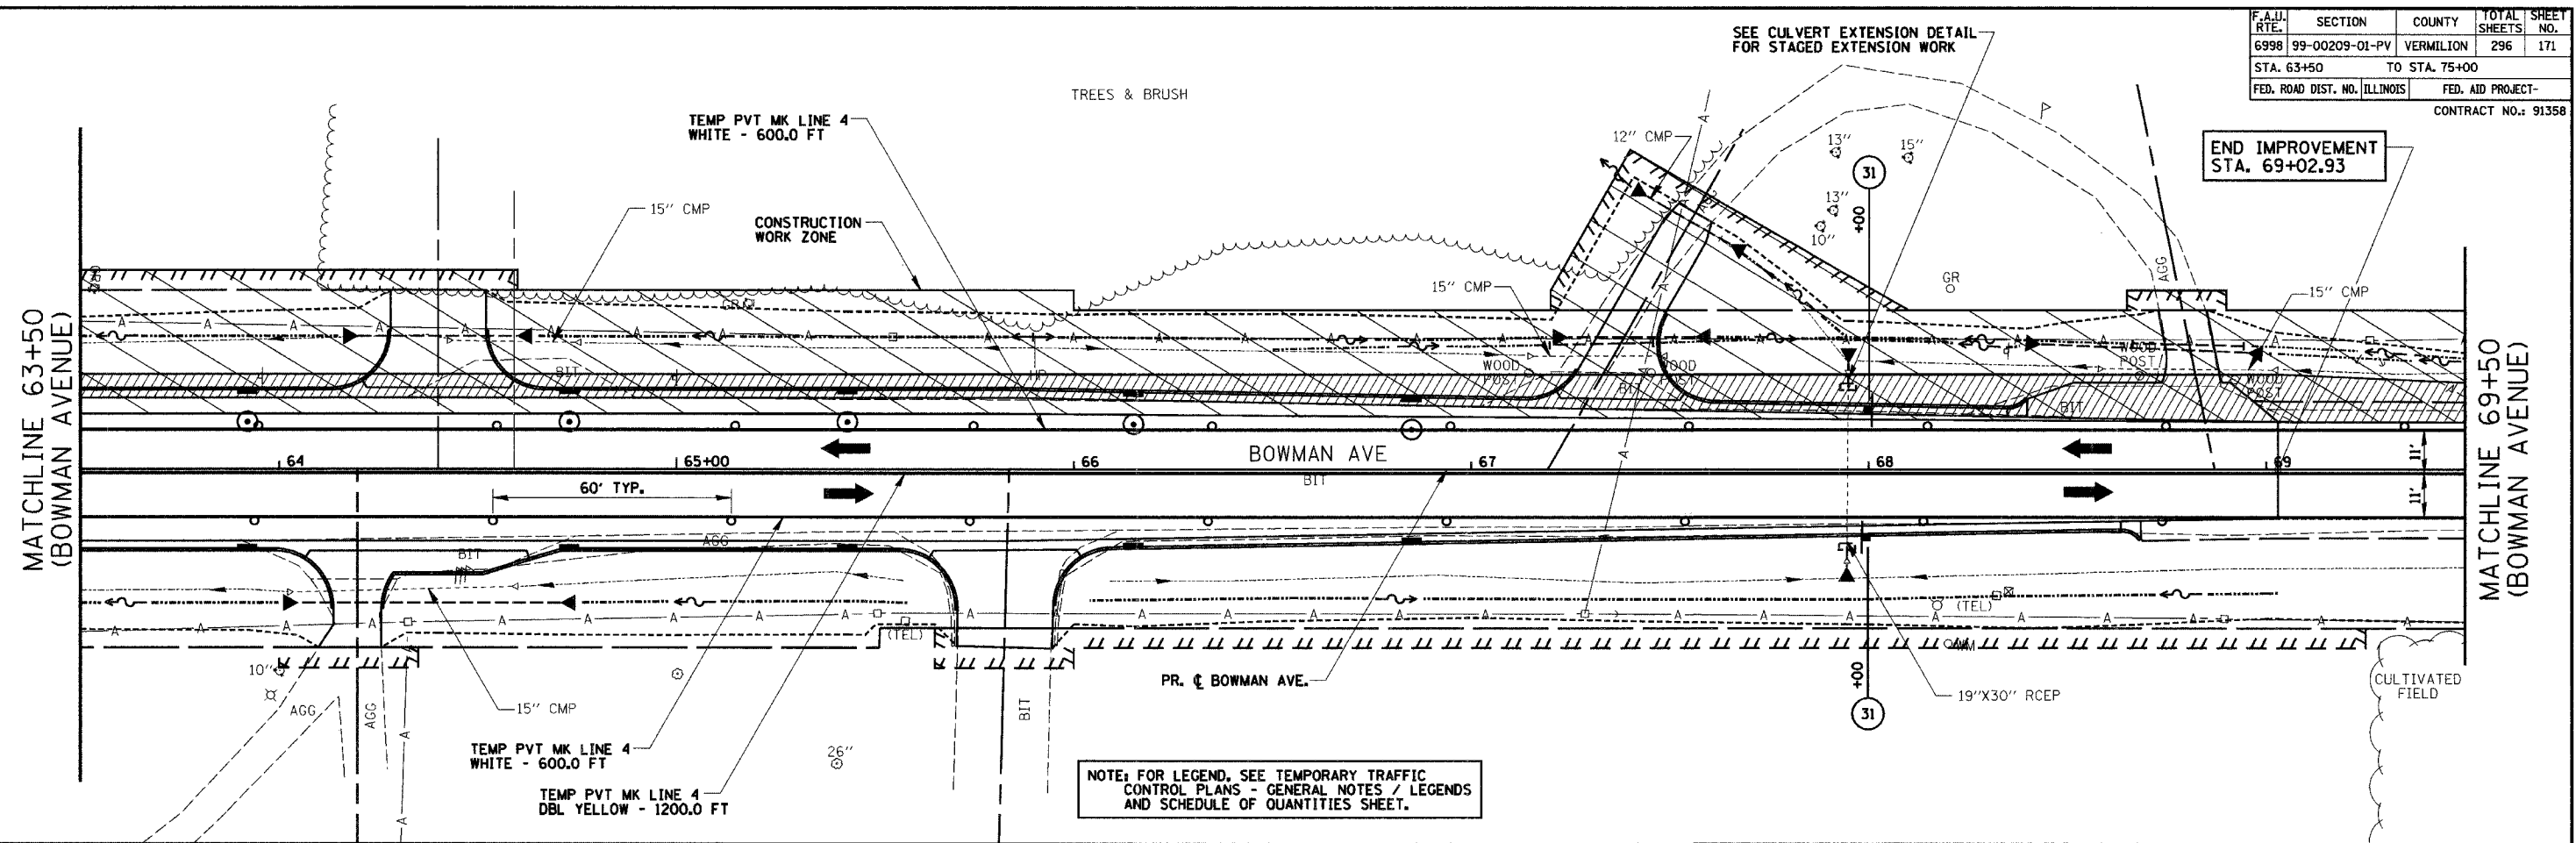 F.A.U. RTE. SECTION COUNTY TOTAL SHEETS SHEET NO.
6998 99-00209-01-PV VERMILION 296 171
STA. 63+50 TO STA. 75+00
FED. ROAD DIST. NO. ILLINOIS FED. AID PROJECT-
CONTRACT NO.: 91358
SEE CULVERT EXTENSION DETAIL
FOR STAGED EXTENSION WORK
TREES & BRUSH
TEMP PVT MK LINE 4
WHITE - 600.0 FT
12" CMP
13"
15"
END IMPROVEMENT
STA. 69+02.93
31
15" CMP
CONSTRUCTION
WORK ZONE
13"
10"
+00
AGG
GR
15" CMP
15" CMP
GR
A A A A A A A A A
WOOD
POST
WOOD
POST
WOOD
POST
WOOD
POST
HP
BIT
BIT
BIT
MATCHLINE 63+50
(BOWMAN AVENUE)
MATCHLINE 69+50
(BOWMAN AVENUE)
BOWMAN AVE
64 65+00 66 67 68 69
11'
11'
60' TYP.
BIT
AGG
BIT
A A A A A A A A A
(TEL)
(TEL)
WM
10"
AGG
AGG
15" CMP
BIT
PR. ℄ BOWMAN AVE.
+00
31
19"X30" RCEP
CULTIVATED
FIELD
TEMP PVT MK LINE 4
WHITE - 600.0 FT
26"
TEMP PVT MK LINE 4
DBL YELLOW - 1200.0 FT
NOTE: FOR LEGEND, SEE TEMPORARY TRAFFIC
CONTROL PLANS - GENERAL NOTES / LEGENDS
AND SCHEDULE OF QUANTITIES SHEET.